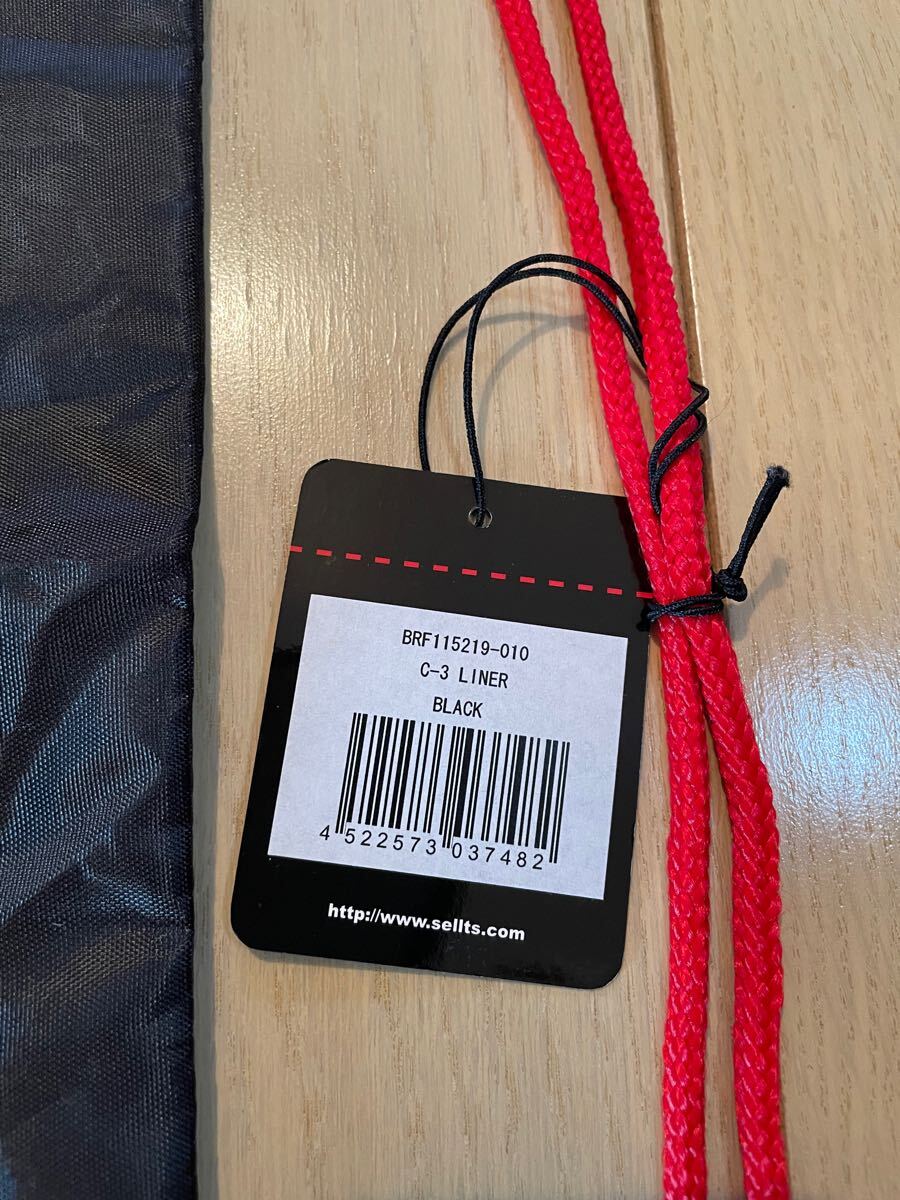 BRF115219-010
C-3 LINER
BLACK
4 522573 037482
http://www.sellts.com